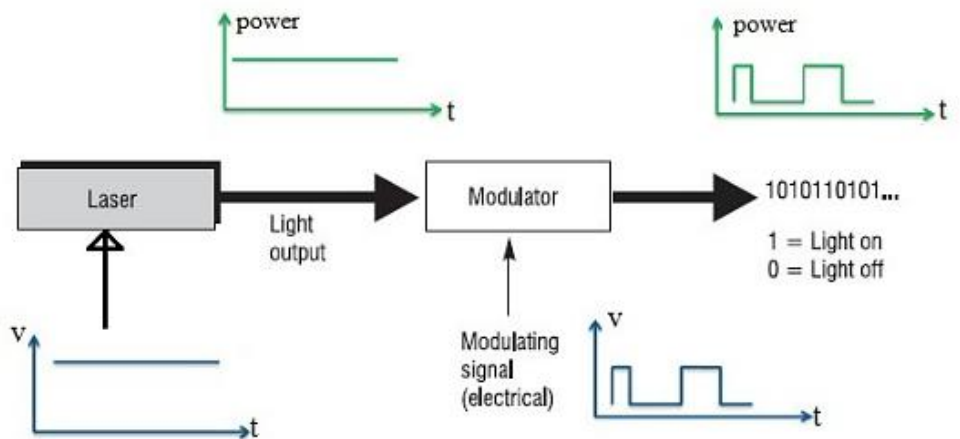 power
t
power
t
Laser
Light
output
Modulator
1010110101...
1 = Light on
0 = Light off
v
t
Modulating
signal
(electrical)
v
t